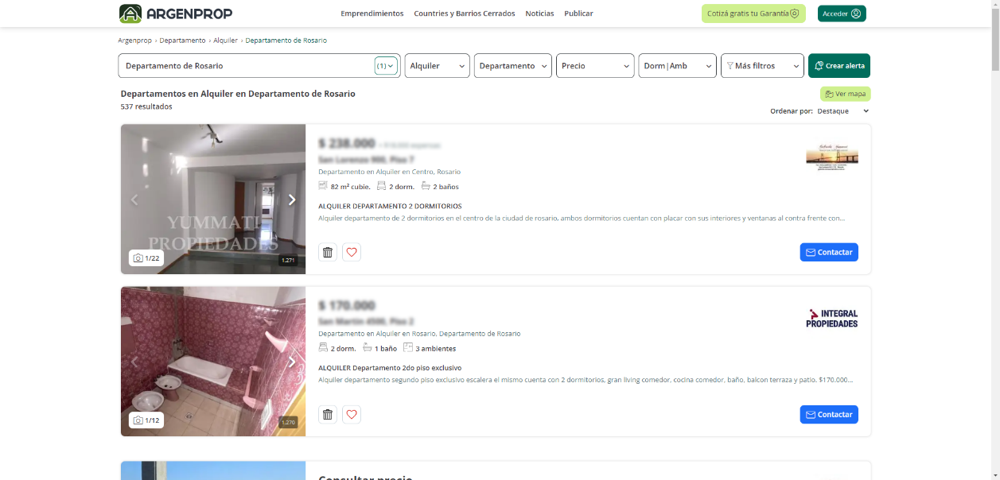 ARGENPROP
Emprendimientos Countries y Barrios Cerrados Noticias Publicar
Cotizá gratis tu Garantía
Acceder
Argenprop › Departamento › Alquiler › Departamento de Rosario
Departamento de Rosario (1) Alquiler Departamento Precio Dorm|Amb Más filtros Crear alerta
Departamentos en Alquiler en Departamento de Rosario
Ver mapa
537 resultados
Ordenar por: Destaque
$ 238.000
San Lorenzo 900, Piso 7
Departamento en Alquiler en Centro, Rosario
82 m² cubie. 2 dorm. 2 baños
ALQUILER DEPARTAMENTO 2 DORMITORIOS
Alquiler departamento de 2 dormitorios en el centro de la ciudad de rosario, ambos dormitorios cuentan con placar con sus interiores y ventanas al contra frente con...
YUMMATI
PROPIEDADES
1/22
1.271
Contactar
$ 170.000
San Martin 4500, Piso 2
INTEGRAL
PROPIEDADES
Departamento en Alquiler en Rosario, Departamento de Rosario
2 dorm. 1 baño 3 ambientes
ALQUILER Departamento 2do piso exclusivo
Alquiler departamento segundo piso exclusivo escalera el mismo cuenta con 2 dormitorios, gran living comedor, cocina comedor, baño, balcon terraza y patio. $170.000...
1/12
1.270
Contactar
Consultar precio